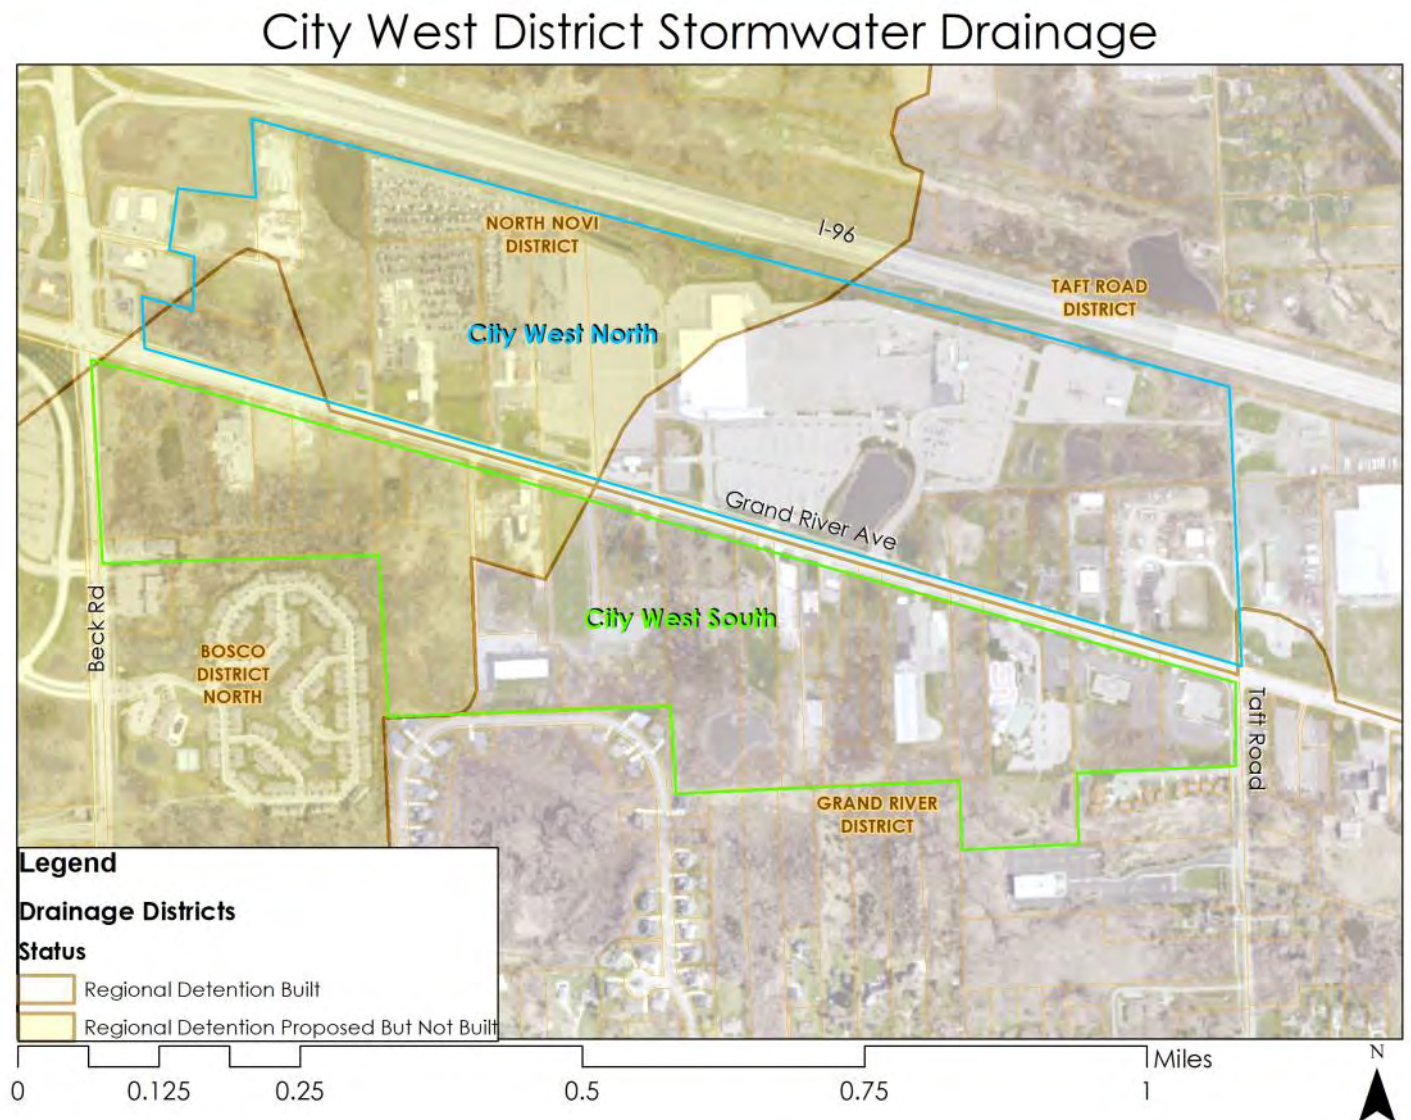 City West District Stormwater Drainage
NORTH NOVI
DISTRICT
I-96
TAFT ROAD
DISTRICT
City West North
Grand River Ave
Beck Rd
City West South
BOSCO
DISTRICT
NORTH
Taft Road
GRAND RIVER
DISTRICT
Legend
Drainage Districts
Status
Regional Detention Built
Regional Detention Proposed But Not Built
Miles
N
0 0.125 0.25 0.5 0.75 1